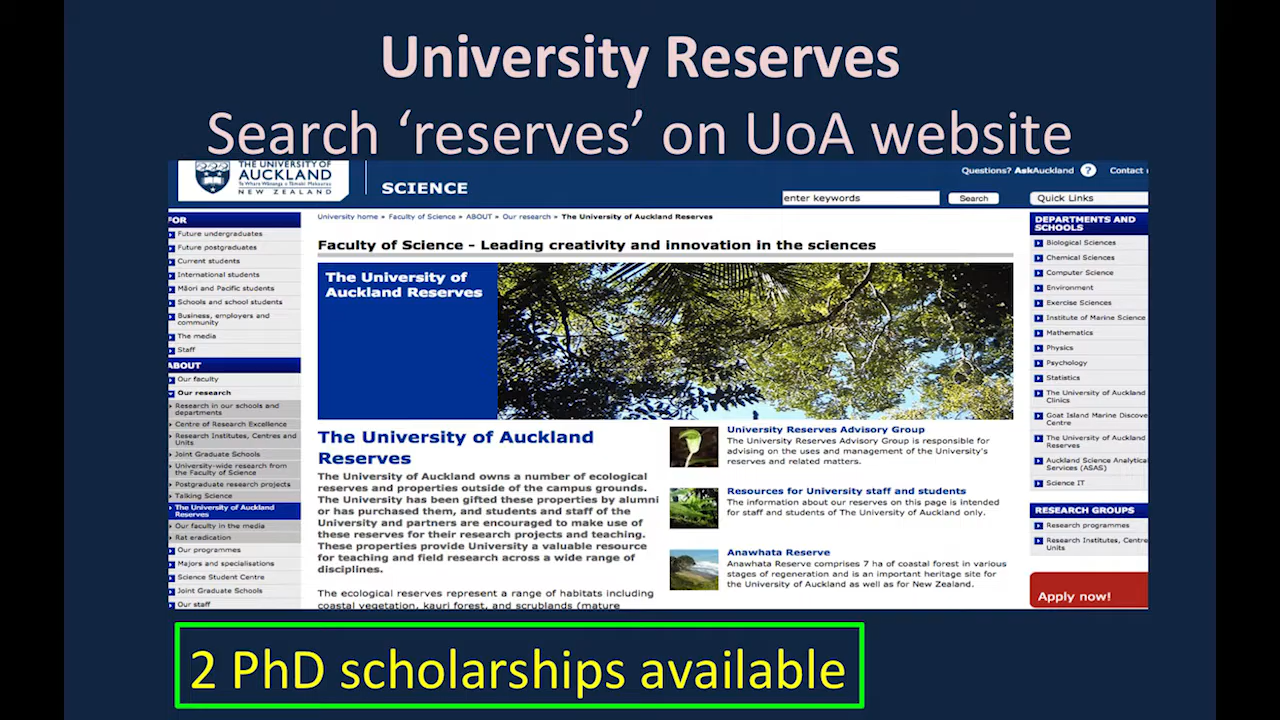 University Reserves
Search ‘reserves’ on UoA website
THE UNIVERSITY OF
AUCKLAND
Te Whare Wānanga o Tāmaki Makaurau
NEW ZEALAND
SCIENCE
Questions? AskAuckland ? Contact
enter keywords Search Quick Links
FOR
Future undergraduates
Future postgraduates
Current students
International students
Māori and Pacific students
Schools and school students
Business, employers and
community
The media
Staff
ABOUT
Our faculty
Our research
Research in our schools and
departments
Centre of Research Excellence
Research Institutes, Centres and
Units
Joint Graduate Schools
University-wide research from
the Faculty of Science
Postgraduate research projects
Talking Science
The University of Auckland
Reserves
Our faculty in the media
Rat eradication
Our programmes
Majors and specialisations
Science Student Centre
Joint Graduate Schools
Our staff
University home » Faculty of Science » ABOUT » Our research » The University of Auckland Reserves
Faculty of Science - Leading creativity and innovation in the sciences
The University of
Auckland Reserves
The University of Auckland
Reserves
The University of Auckland owns a number of ecological
reserves and properties outside of the campus grounds.
The University has been gifted these properties by alumni
or has purchased them, and students and staff of the
University and partners are encouraged to make use of
these reserves for their research projects and teaching.
These properties provide University a valuable resource
for teaching and field research across a wide range of
disciplines.
The ecological reserves represent a range of habitats including
coastal vegetation, kauri forest, and scrublands (mature
University Reserves Advisory Group
The University Reserves Advisory Group is responsible for
advising on the uses and management of the University's
reserves and related matters.
Resources for University staff and students
The information about our reserves on this page is intended
for staff and students of The University of Auckland only.
Anawhata Reserve
Anawhata Reserve comprises 7 ha of coastal forest in various
stages of regeneration and is an important heritage site for
the University of Auckland as well as for New Zealand.
DEPARTMENTS AND
SCHOOLS
Biological Sciences
Chemical Sciences
Computer Science
Environment
Exercise Sciences
Institute of Marine Science
Mathematics
Physics
Psychology
Statistics
The University of Auckland
Clinics
Goat Island Marine Discove
Centre
The University of Auckland
Reserves
Auckland Science Analytical
Services (ASAS)
Science IT
RESEARCH GROUPS
Research programmes
Research Institutes, Centre
Units
Apply now!
2 PhD scholarships available